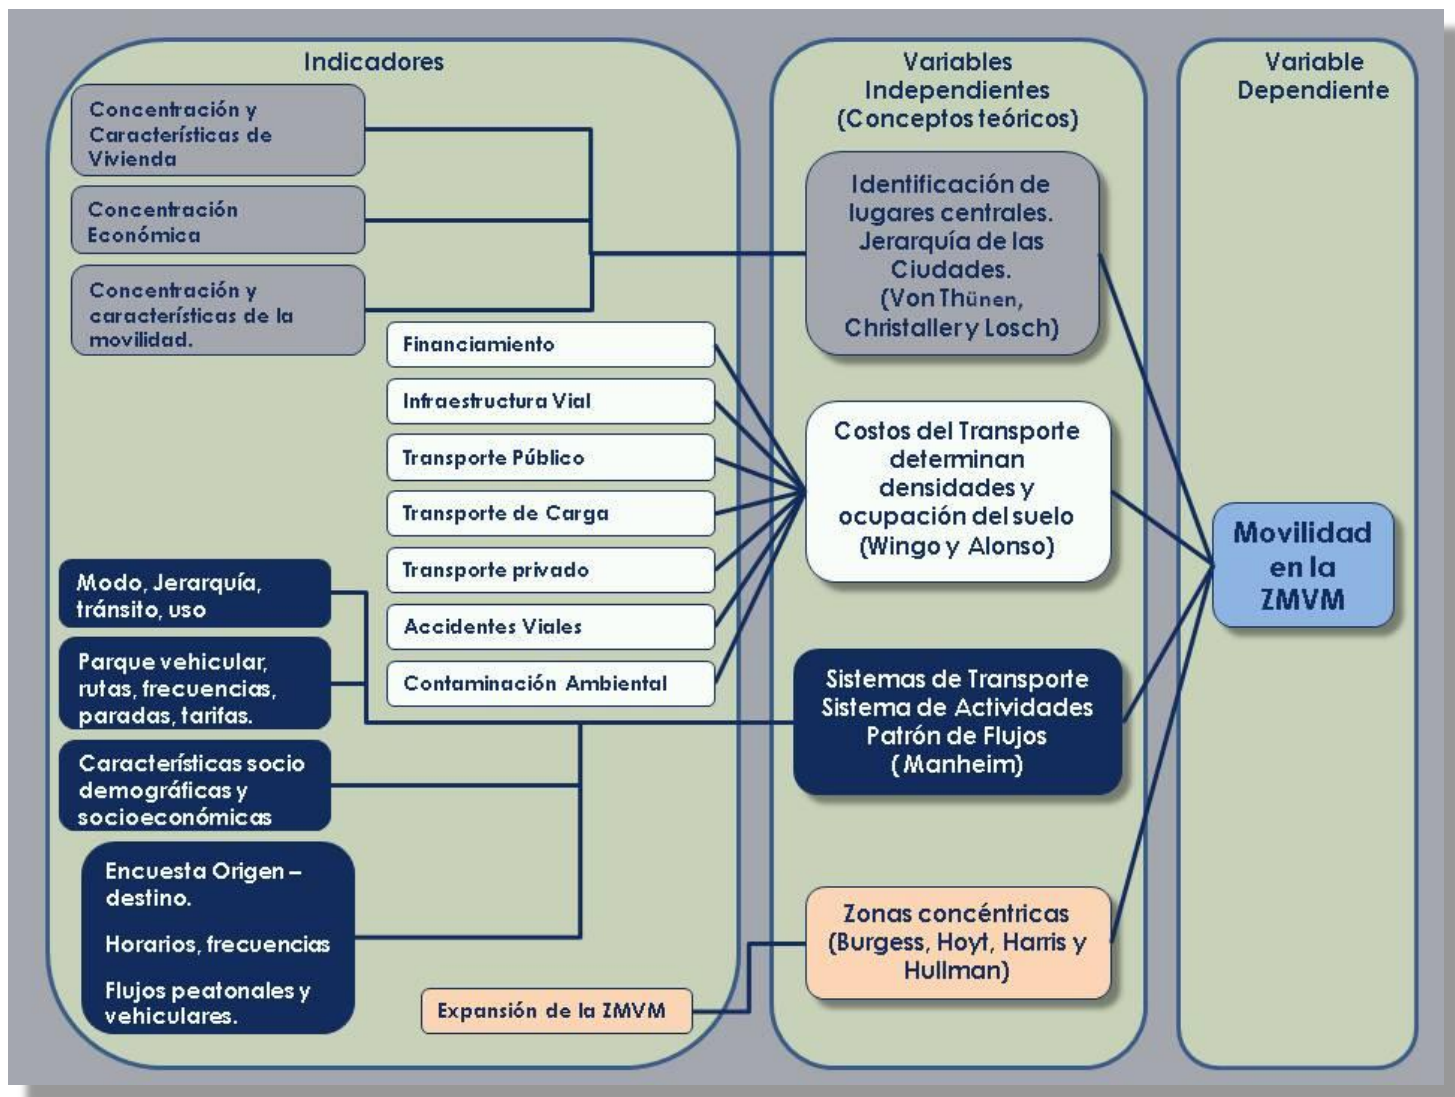 Indicadores
Concentración y
Características de
Vivienda
Concentración
Económica
Concentración y
características de la
movilidad.
Financiamiento
Infraestructura Vial
Transporte Público
Transporte de Carga
Transporte privado
Accidentes Viales
Contaminación Ambiental
Modo, Jerarquía,
tránsito, uso
Parque vehicular,
rutas, frecuencias,
paradas, tarifas.
Características socio
demográficas y
socioeconómicas
Encuesta Origen –
destino.
Horarios, frecuencias
Flujos peatonales y
vehiculares.
Expansión de la ZMVM
Variables
Independientes
(Conceptos teóricos)
Identificación de
lugares centrales.
Jerarquía de las
Ciudades.
(Von Thünen,
Christaller y Losch)
Costos del Transporte
determinan
densidades y
ocupación del suelo
(Wingo y Alonso)
Sistemas de Transporte
Sistema de Actividades
Patrón de Flujos
( Manheim)
Zonas concéntricas
(Burgess, Hoyt, Harris y
Hullman)
Variable
Dependiente
Movilidad
en la
ZMVM